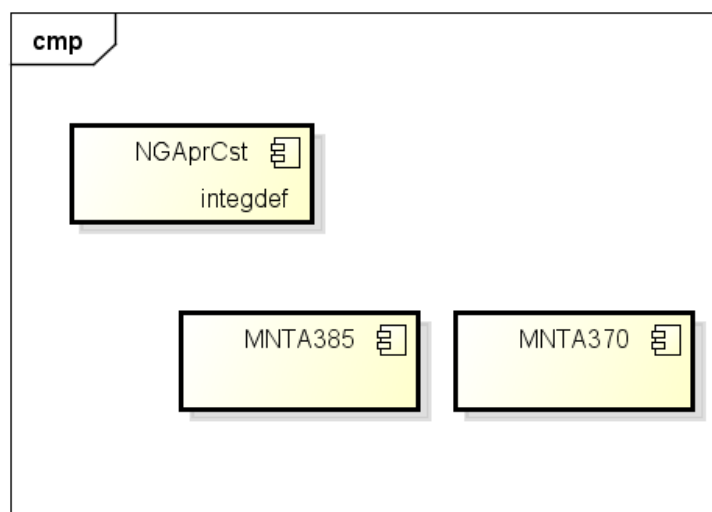 cmp
NGAprCst
integdef
MNTA385
MNTA370